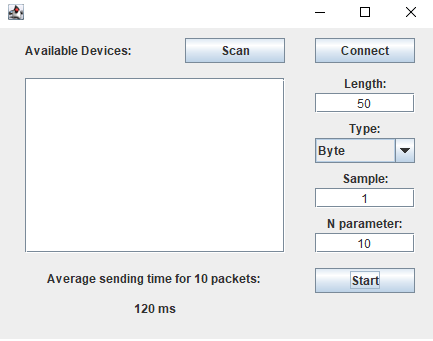 Available Devices:
Scan
Connect
Length:
50
Type:
Byte
Sample:
1
N parameter:
10
Average sending time for 10 packets:
120 ms
Start